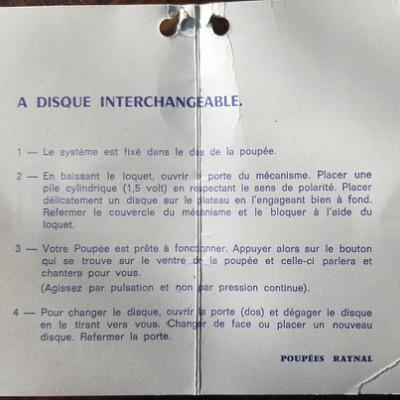 A DISQUE INTERCHANGEABLE.
1 — Le système est fixé dans le dos de la poupée.
2 — En baissant le loquet, ouvrir la porte du mécanisme. Placer une
pile cylindrique (1,5 volt) en respectant le sens de polarité. Placer
délicatement un disque sur le plateau en l'engageant bien à fond.
Refermer le couvercle du mécanisme et le bloquer à l'aide du
loquet.
3 — Votre Poupée est prête à fonctionner. Appuyer alors sur le bouton
qui se trouve sur le ventre de la poupée et celle-ci parlera et
chantera pour vous.
(Agissez par pulsation et non par pression continue).
4 — Pour changer le disque, ouvrir la porte (dos) et dégager le disque
en le tirant vers vous. Changer de face ou placer un nouveau
disque. Refermer la porte.
POUPÉES RAYNAL